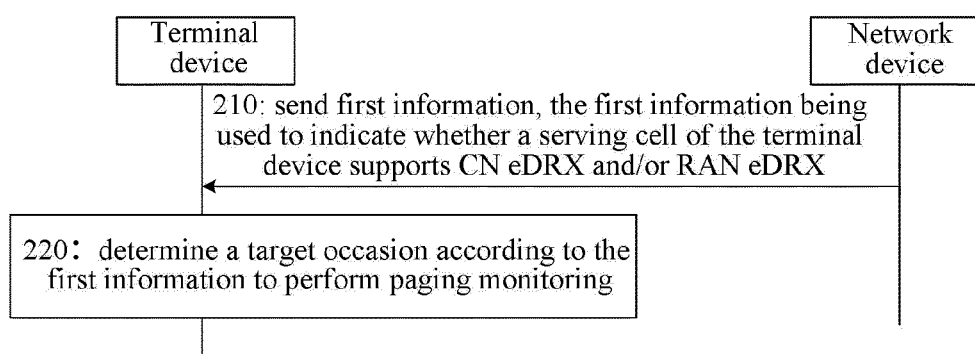 Terminal
device
Network
device
210: send first information, the first information being
used to indicate whether a serving cell of the terminal
device supports CN eDRX and/or RAN eDRX
220： determine a target occasion according to the
first information to perform paging monitoring